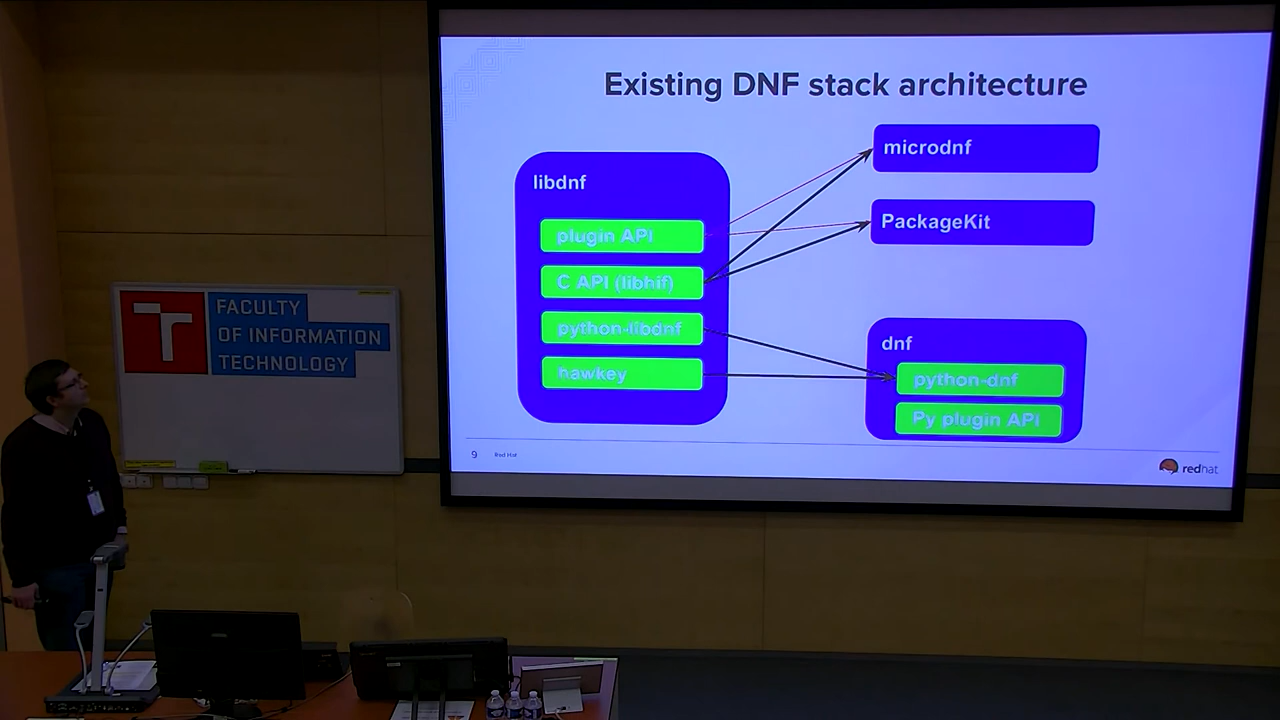 Existing DNF stack architecture
libdnf
plugin API
C API (libhif)
python-libdnf
hawkey
microdnf
PackageKit
dnf
python-dnf
Py plugin API
9
Red Hat
redhat
FACULTY
OF INFORMATION
TECHNOLOGY